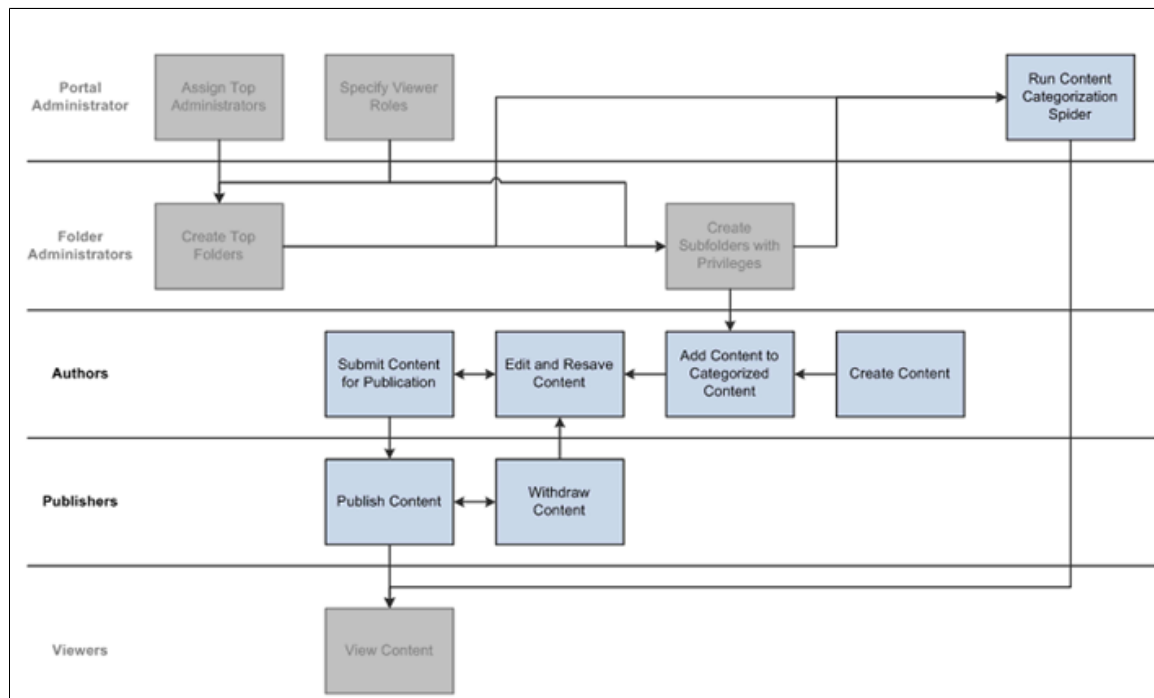 Portal
Administrator
Assign Top
Administrators
Specify Viewer
Roles
Run Content
Categorization
Spider
Folder
Administrators
Create Top
Folders
Create
Subfolders with
Privileges
Authors
Submit Content
for Publication
Edit and Resave
Content
Add Content to
Categorized
Content
Create Content
Publishers
Publish Content
Withdraw
Content
Viewers
View Content